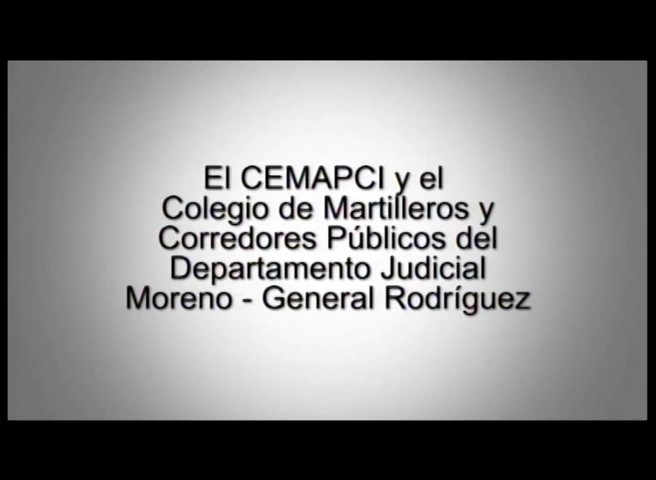 El CEMAPCI y el
Colegio de Martilleros y
Corredores Públicos del
Departamento Judicial
Moreno - General Rodríguez